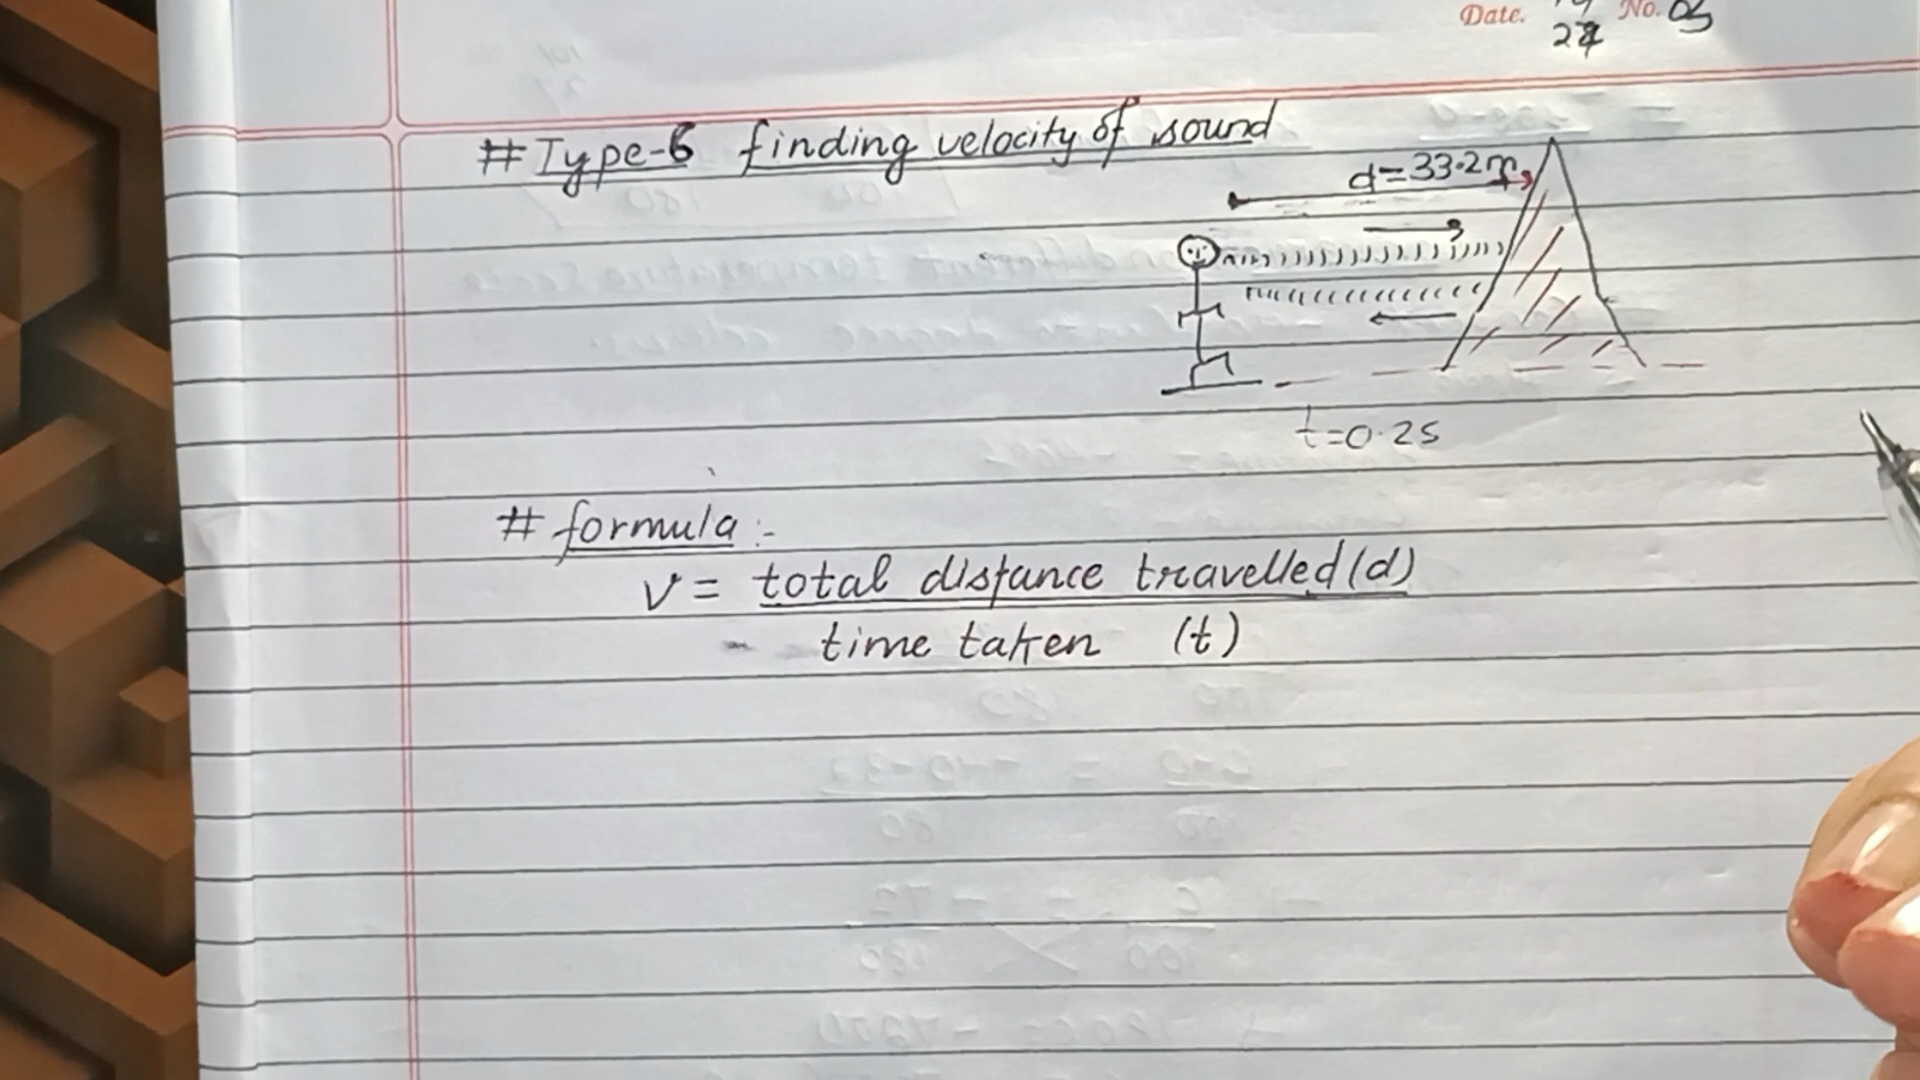 Date. No. 05
24
#Type-6 finding velocity of sound
d=33.2m
t=0.2s
# formula:-
v = total distance travelled (d)
time taken (t)